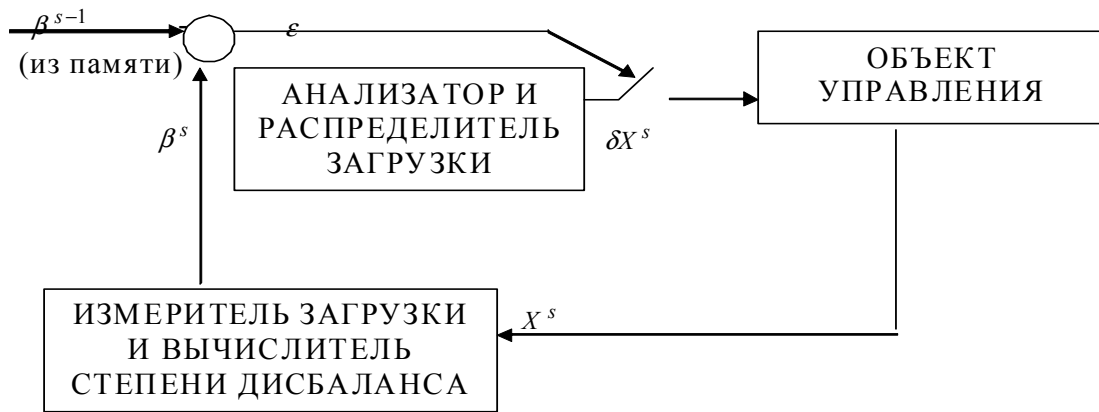 β^{s−1}
(из памяти)
ε
АНАЛИЗАТОР И
РАСПРЕДЕЛИТЕЛЬ
ЗАГРУЗКИ
β^s
δX^s
ОБЪЕКТ
УПРАВЛЕНИЯ
ИЗМЕРИТЕЛЬ ЗАГРУЗКИ
И ВЫЧИСЛИТЕЛЬ
СТЕПЕНИ ДИСБАЛАНСА
X^s